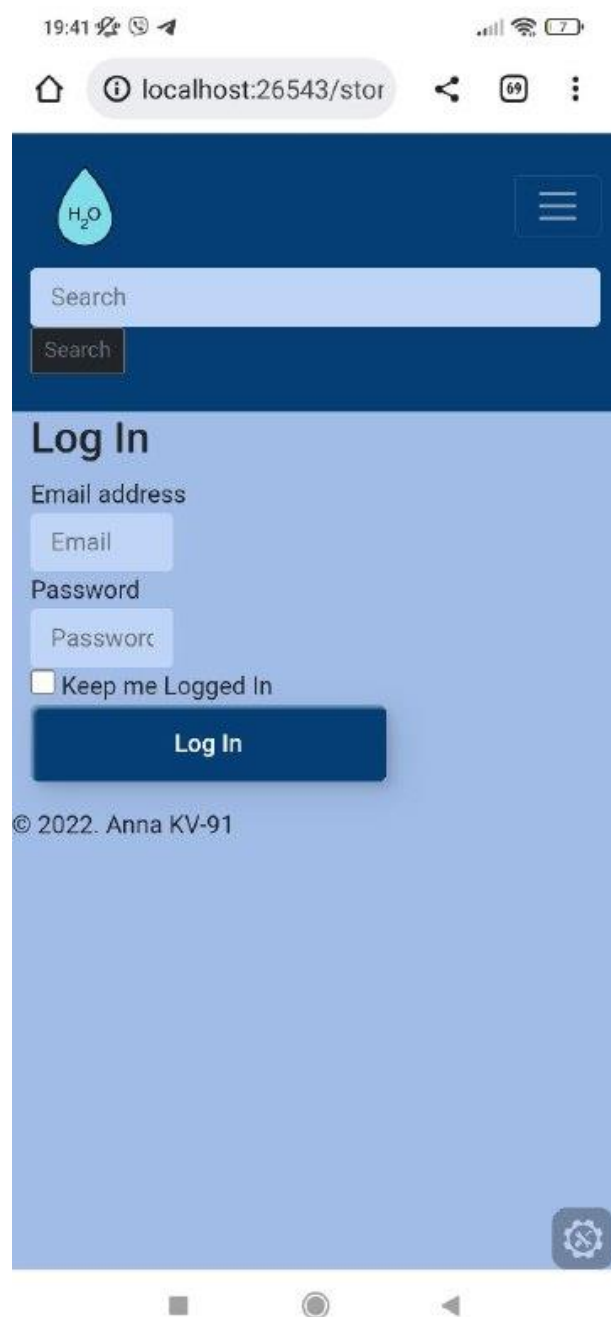 19:41
7
localhost:26543/stor
69
H₂O
Search
Search
Log In
Email address
Email
Password
Passworc
Keep me Logged In
Log In
© 2022. Anna KV-91